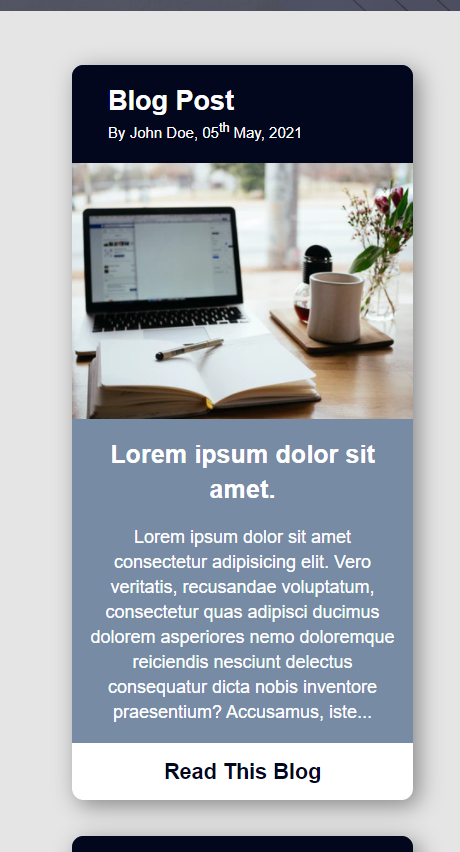 Blog Post
By John Doe, 05th May, 2021
Lorem ipsum dolor sit
amet.
Lorem ipsum dolor sit amet
consectetur adipisicing elit. Vero
veritatis, recusandae voluptatum,
consectetur quas adipisci ducimus
dolorem asperiores nemo doloremque
reiciendis nesciunt delectus
consequatur dicta nobis inventore
praesentium? Accusamus, iste...
Read This Blog